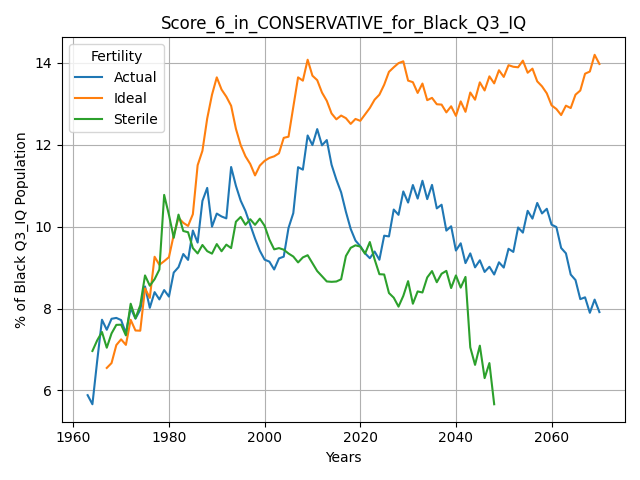 Score_6_in_CONSERVATIVE_for_Black_Q3_IQ
Fertility
Actual
Ideal
Sterile
% of Black Q3_IQ Population
14
12
10
8
6
1960 1980 2000 2020 2040 2060
Years